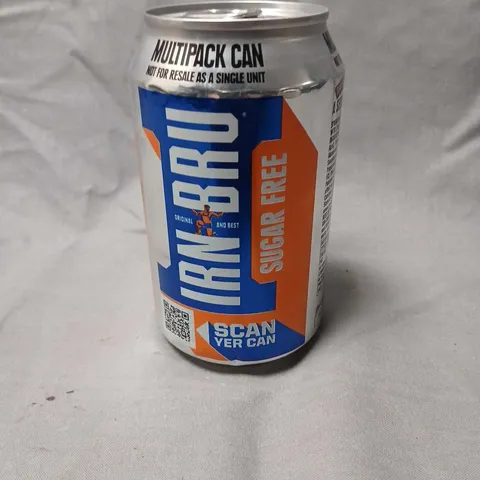 MULTIPACK CAN
NOT FOR RESALE AS A SINGLE UNIT
IRN BRU
ORIGINAL AND BEST
SUGAR FREE
SCAN
YER CAN